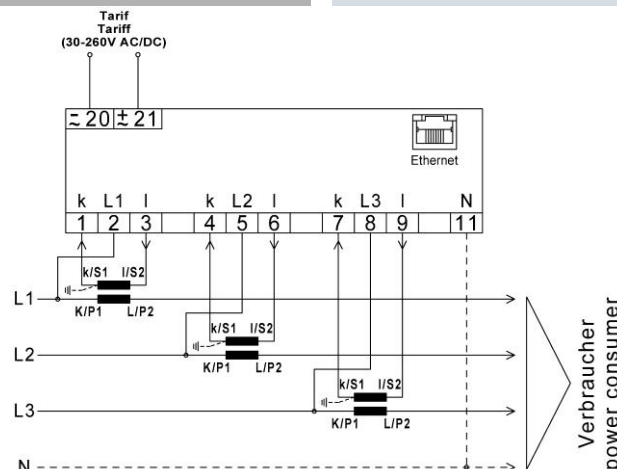 Tarif
Tariff
(30-260V AC/DC)
20 ± 21
Ethernet
k L1 l k L2 l k L3 l N
1 2 3 4 5 6 7 8 9 11
k/S1 l/S2
L1
K/P1 L/P2
k/S1 l/S2
L2
K/P1 L/P2
k/S1 l/S2
L3
K/P1 L/P2
N
Verbraucher
power consumer